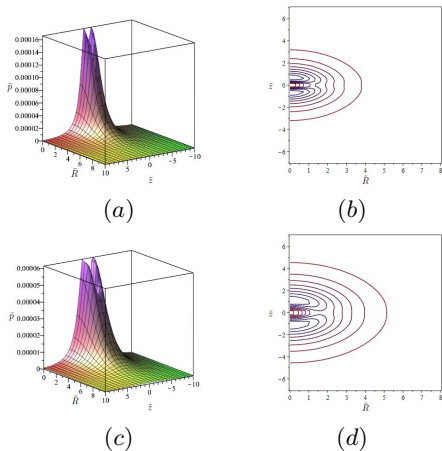 0.00016
0.00014
0.00012
0.00010
p̃ 0.00008
0.00006
0.00004
0.00002
0
0 2 4 6 8 10
R̃
5 0 −5 −10
z̃
(a)
6
4
2
0
−2
−4
−6
0 1 2 3 4 5 6 7 8
R̃
(b)
0.00006
0.00005
0.00004
p̃ 0.00003
0.00002
0.00001
0
0 2 4 6 8 10
R̃
5 0 −5 −10
z̃
(c)
6
4
2
0
−2
−4
−6
0 1 2 3 4 5 6 7 8
R̃
(d)